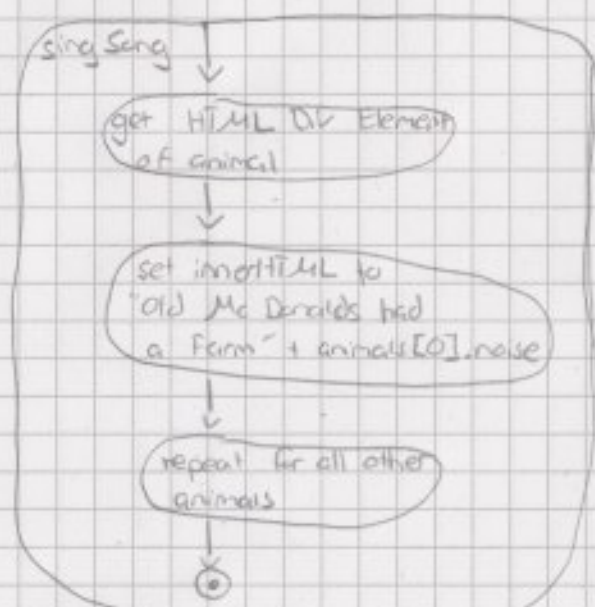 sing Song
get HTML Div Element
of animal
set innerHTML to
"Old Mc Donalds had
a Farm" + animals[0].noise
repeat for all other
animals